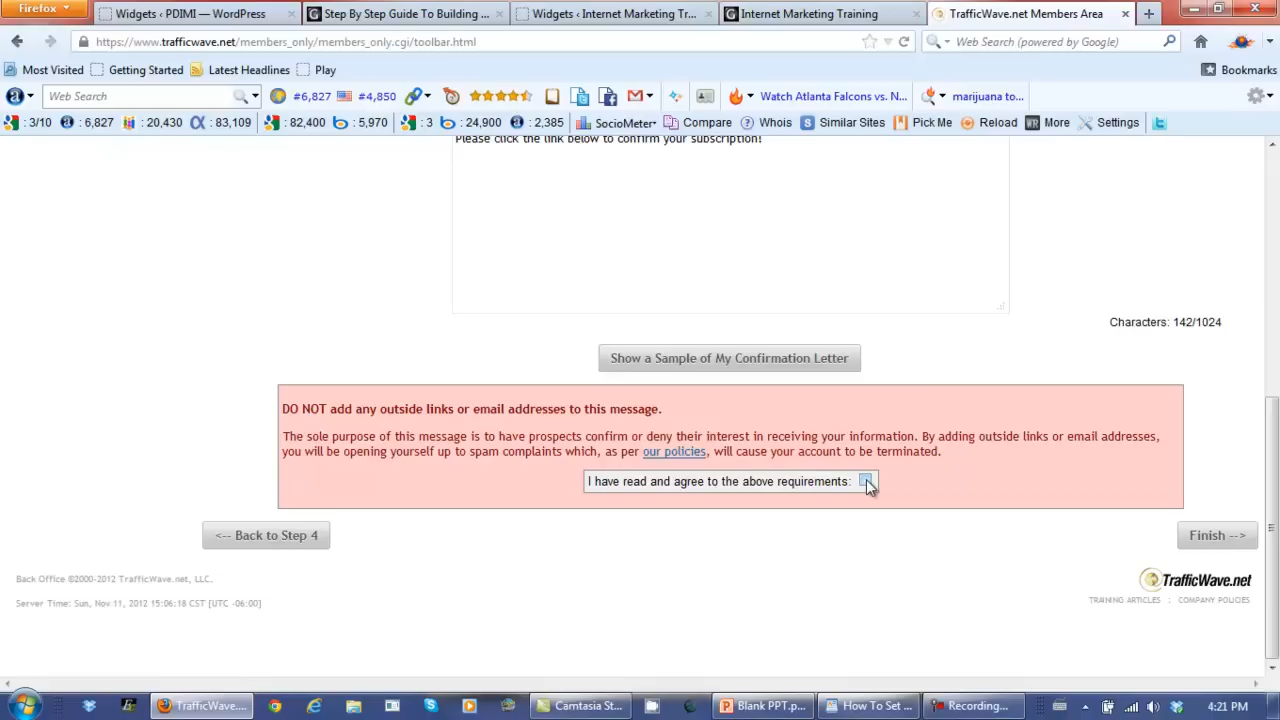 Firefox
Widgets ‹ PDIMI — WordPress
Step By Step Guide To Building ...
Widgets ‹ Internet Marketing Tr...
Internet Marketing Training
TrafficWave.net Members Area
https://www.trafficwave.net/members_only/members_only.cgi/toolbar.html
Web Search (powered by Google)
Most Visited
Getting Started
Latest Headlines
Play
Bookmarks
Web Search
#6,827
#4,850
Watch Atlanta Falcons vs. N...
marijuana to...
: 3/10
: 6,827
: 20,430
: 83,109
: 82,400
: 5,970
: 3
: 24,900
: 2,385
SocioMeter
Compare
Whois
Similar Sites
Pick Me
Reload
More
Settings
Please click the link below to confirm your subscription!
Characters: 142/1024
Show a Sample of My Confirmation Letter
DO NOT add any outside links or email addresses to this message.
The sole purpose of this message is to have prospects confirm or deny their interest in receiving your information. By adding outside links or email addresses,
you will be opening yourself up to spam complaints which, as per our policies, will cause your account to be terminated.
I have read and agree to the above requirements:
<-- Back to Step 4
Finish -->
Back Office ©2000-2012 TrafficWave.net, LLC.
TrafficWave.net
Server Time: Sun, Nov 11, 2012 15:06:18 CST [UTC -06:00]
TRAINING ARTICLES : COMPANY POLICIES
TrafficWave....
Camtasia St...
Blank PPT.p...
How To Set ...
Recording...
4:21 PM